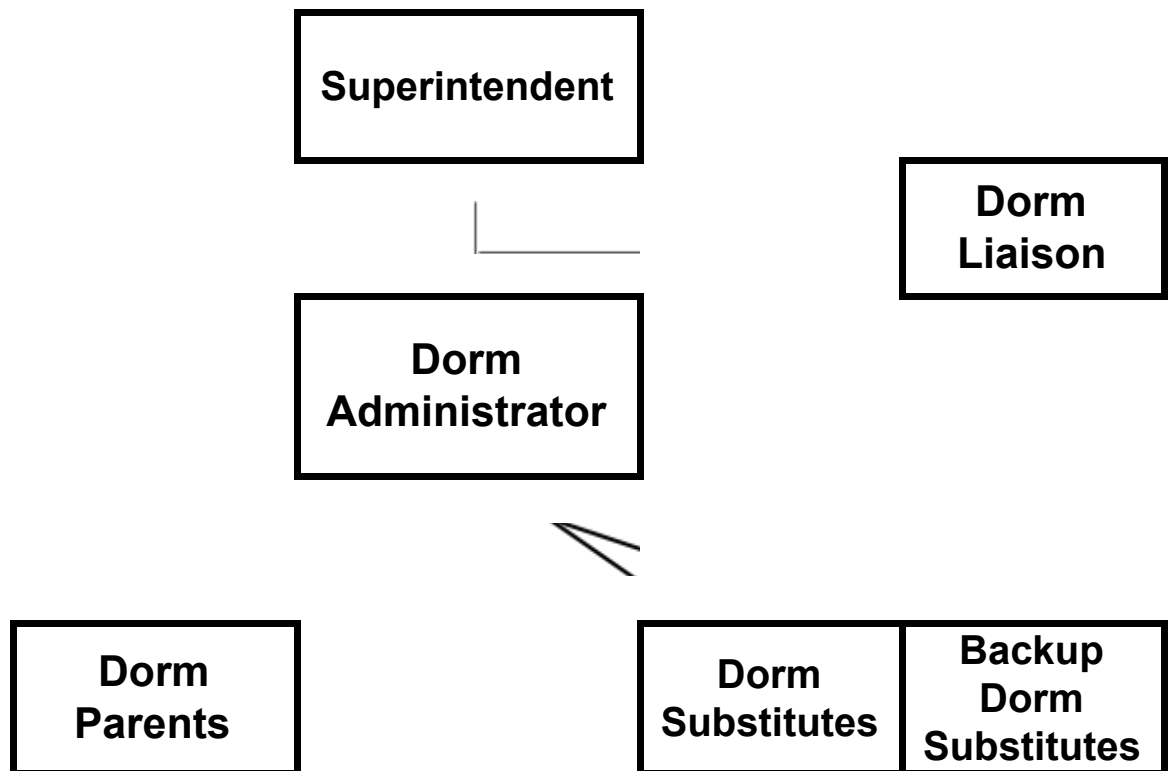 Superintendent
Dorm
Liaison
Dorm
Administrator
Dorm
Parents
Dorm
Substitutes
Backup
Dorm
Substitutes